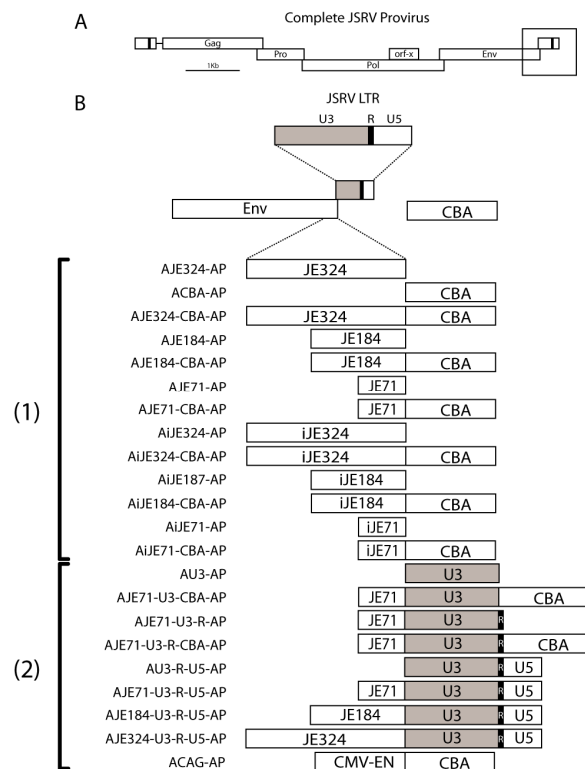 A
Complete JSRV Provirus
Gag
Pro
Pol
orf-x
Env
1Kb
B
JSRV LTR
U3 R U5
Env
CBA
(1)
AJE324-AP JE324
ACBA-AP CBA
AJE324-CBA-AP JE324 CBA
AJE184-AP JE184
AJE184-CBA-AP JE184 CBA
AJE71-AP JE71
AJE71-CBA-AP JE71 CBA
AiJE324-AP iJE324
AiJE324-CBA-AP iJE324 CBA
AiJE187-AP iJE184
AiJE184-CBA-AP iJE184 CBA
AiJE71-AP iJE71
AiJE71-CBA-AP iJE71 CBA
(2)
AU3-AP U3
AJE71-U3-CBA-AP JE71 U3 CBA
AJE71-U3-R-AP JE71 U3 R
AJE71-U3-R-CBA-AP JE71 U3 R CBA
AU3-R-U5-AP U3 R U5
AJE71-U3-R-U5-AP JE71 U3 R U5
AJE184-U3-R-U5-AP JE184 U3 R U5
AJE324-U3-R-U5-AP JE324 U3 R U5
ACAG-AP CMV-EN CBA